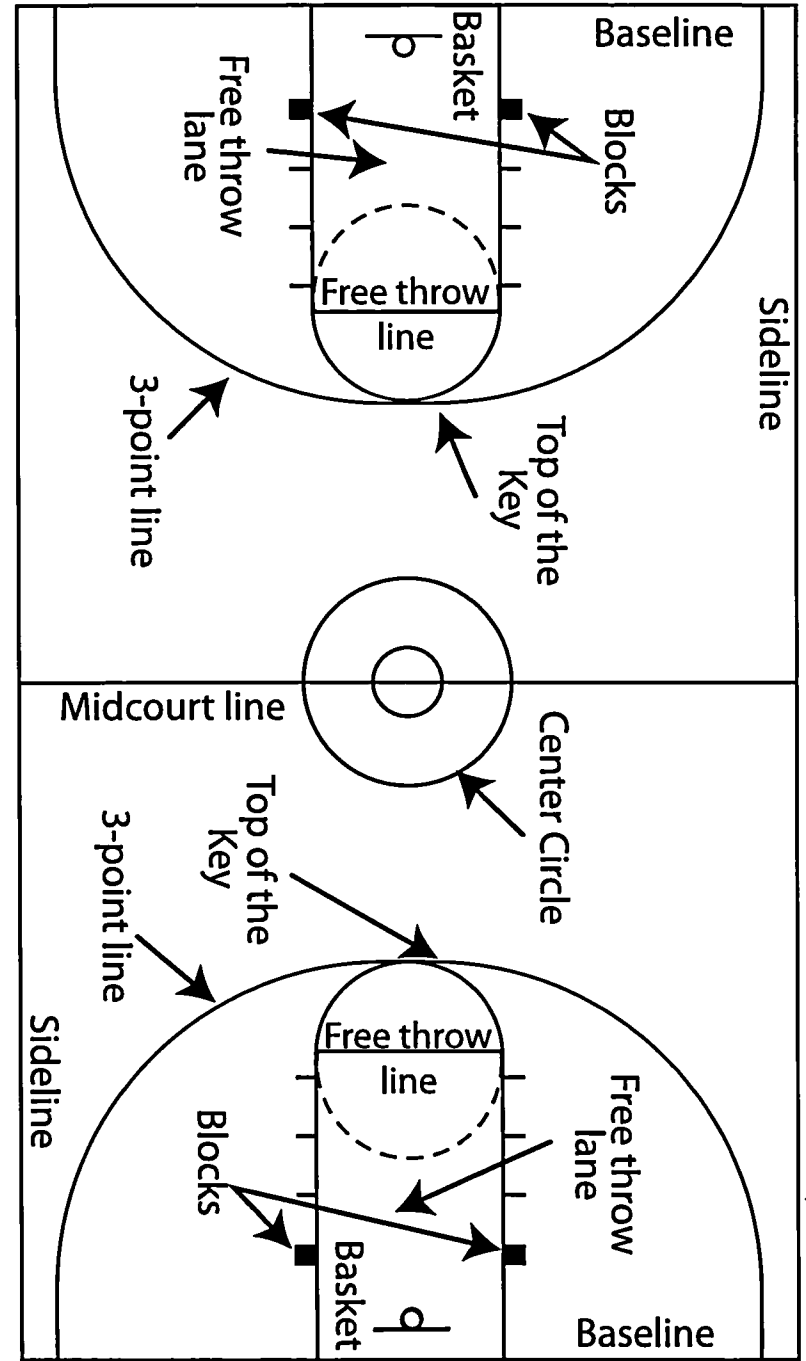 Baseline
Basket
Free throw
lane
Blocks
Free throw
line
Sideline
3-point line
Top of the
Key
Midcourt line
Center Circle
Top of the
Key
3-point line
Sideline
Free throw
line
Free throw
lane
Blocks
Basket
Baseline